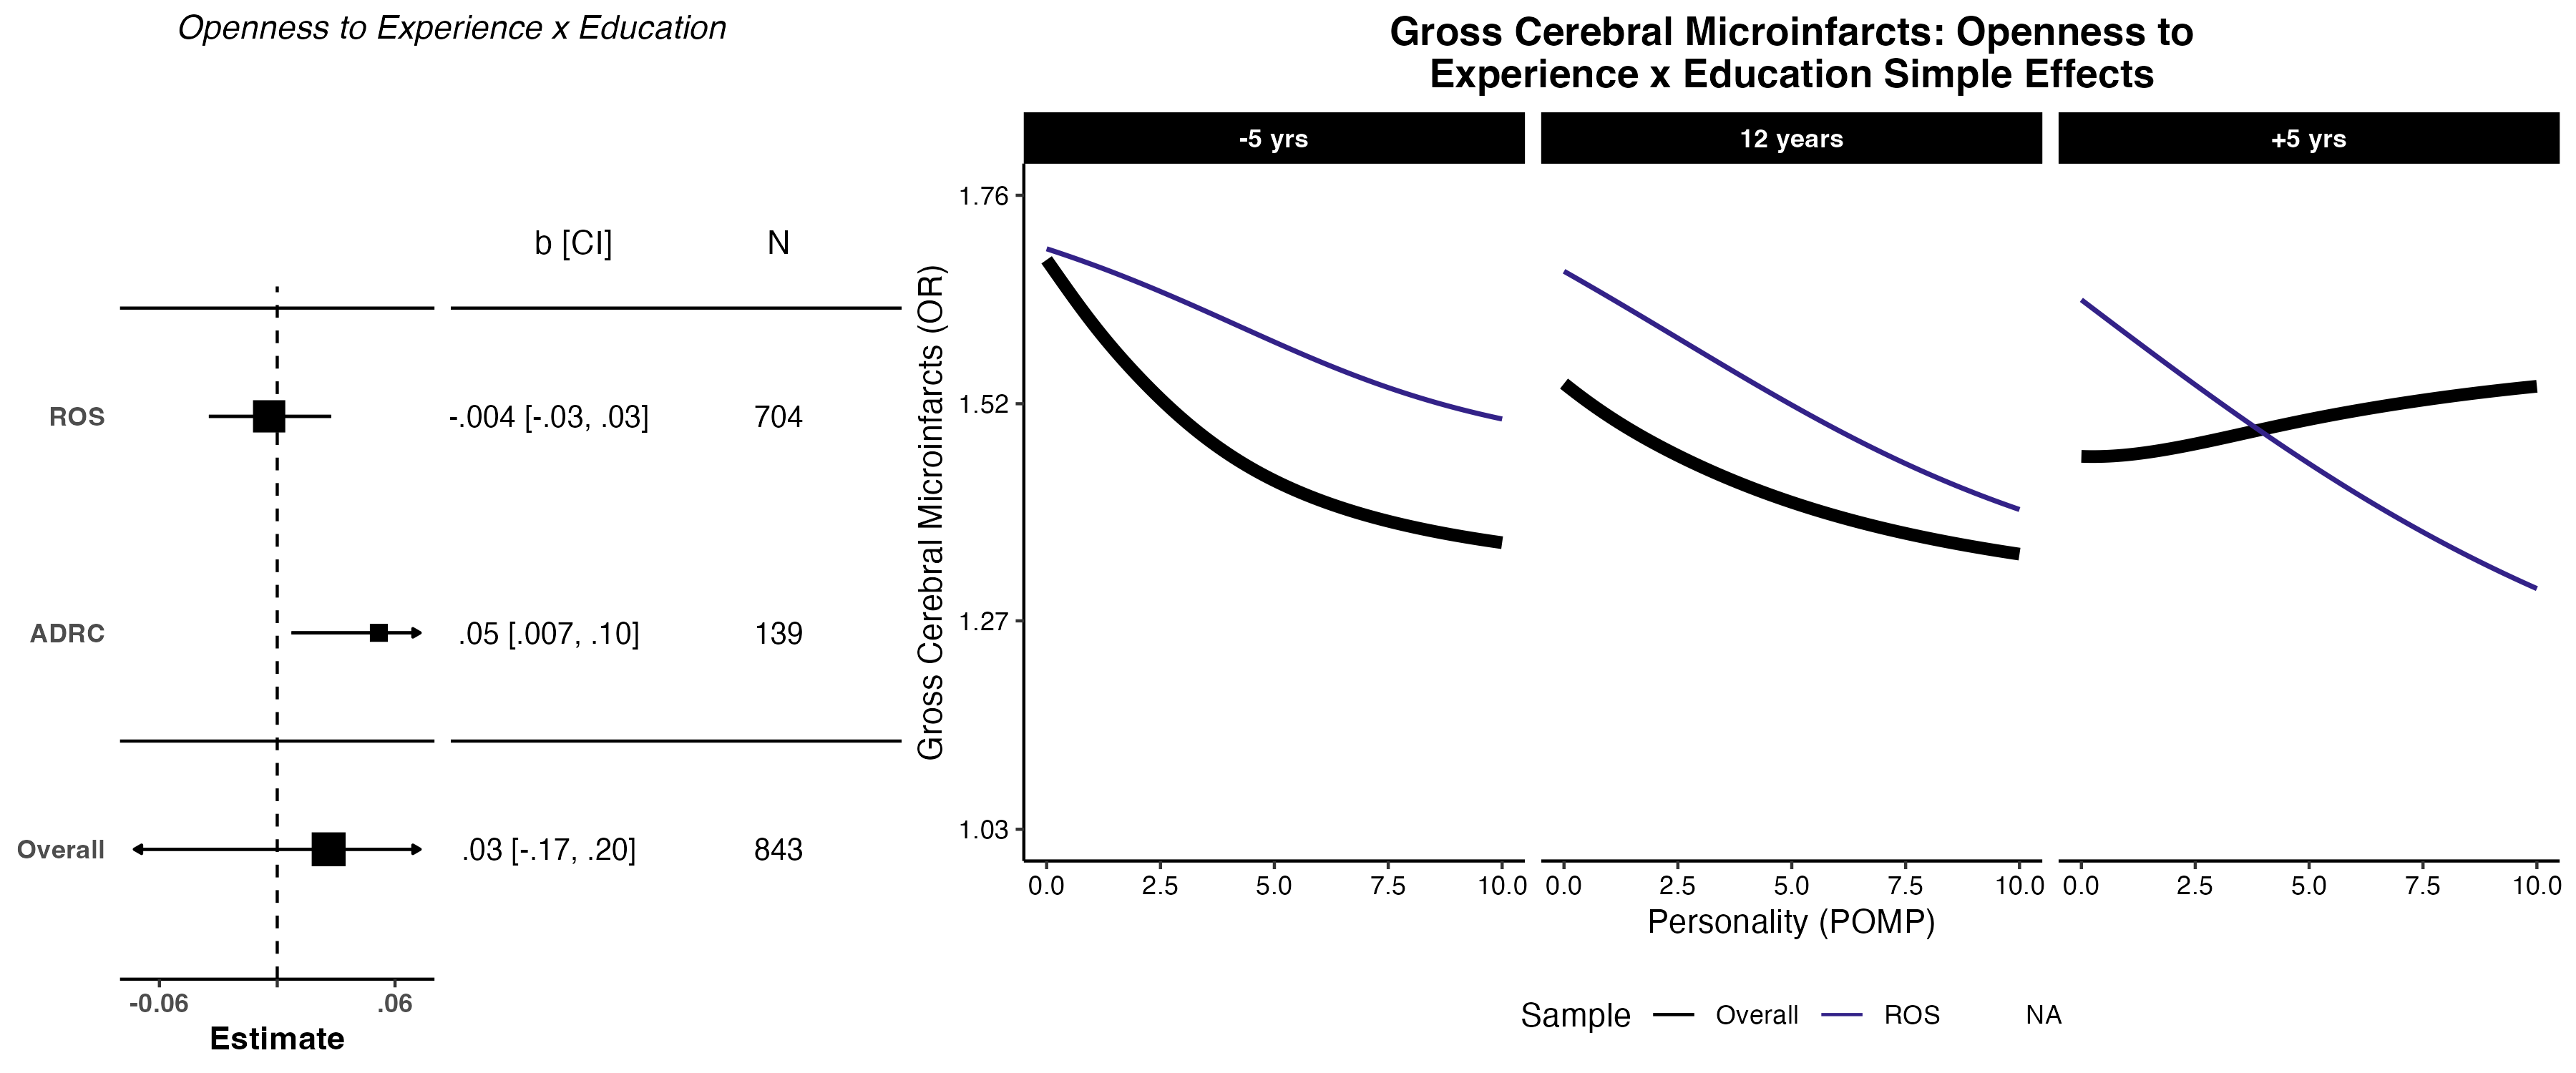 Openness to Experience x Education
b [CI] N
ROS -.004 [-.03, .03] 704
ADRC .05 [.007, .10] 139
Overall .03 [-.17, .20] 843
-0.06 .06
Estimate
Gross Cerebral Microinfarcts: Openness to
Experience x Education Simple Effects
-5 yrs 12 years +5 yrs
Gross Cerebral Microinfarcts (OR)
1.76
1.52
1.27
1.03
0.0 2.5 5.0 7.5 10.0 0.0 2.5 5.0 7.5 10.0 0.0 2.5 5.0 7.5 10.0
Personality (POMP)
Sample Overall ROS NA